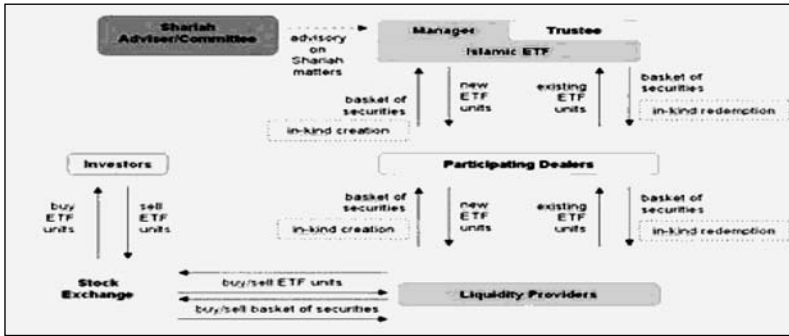 Shariah
Adviser/Committee
advisory
on
Shariah
matters
Manager
Trustee
Islamic ETF
basket of
securities
in-kind creation
new
ETF
units
existing
ETF
units
basket of
securities
in-kind redemption
Investors
Participating Dealers
buy
ETF
units
sell
ETF
units
basket of
securities
in-kind creation
new
ETF
units
existing
ETF
units
basket of
securities
in-kind redemption
Stock
Exchange
buy/sell ETF units
buy/sell basket of securities
Liquidity Providers